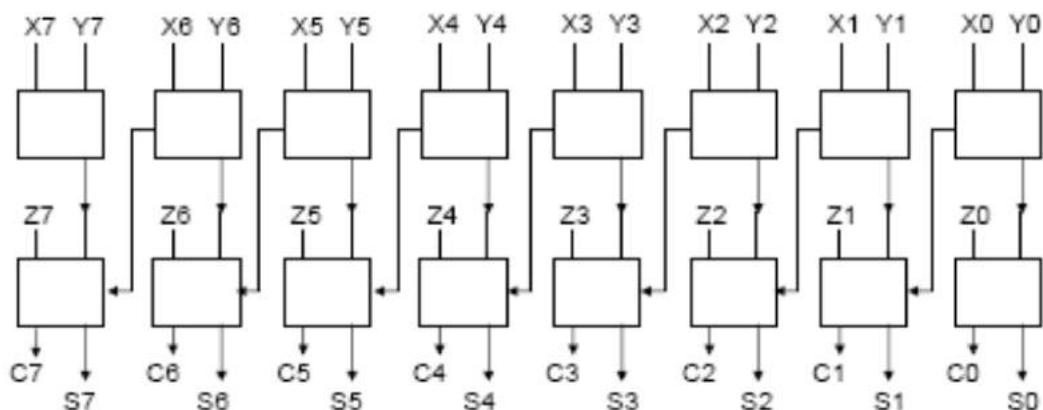 X7 Y7 X6 Y6 X5 Y5 X4 Y4 X3 Y3 X2 Y2 X1 Y1 X0 Y0
Z7 Z6 Z5 Z4 Z3 Z2 Z1 Z0
C7 C6 C5 C4 C3 C2 C1 C0
S7 S6 S5 S4 S3 S2 S1 S0